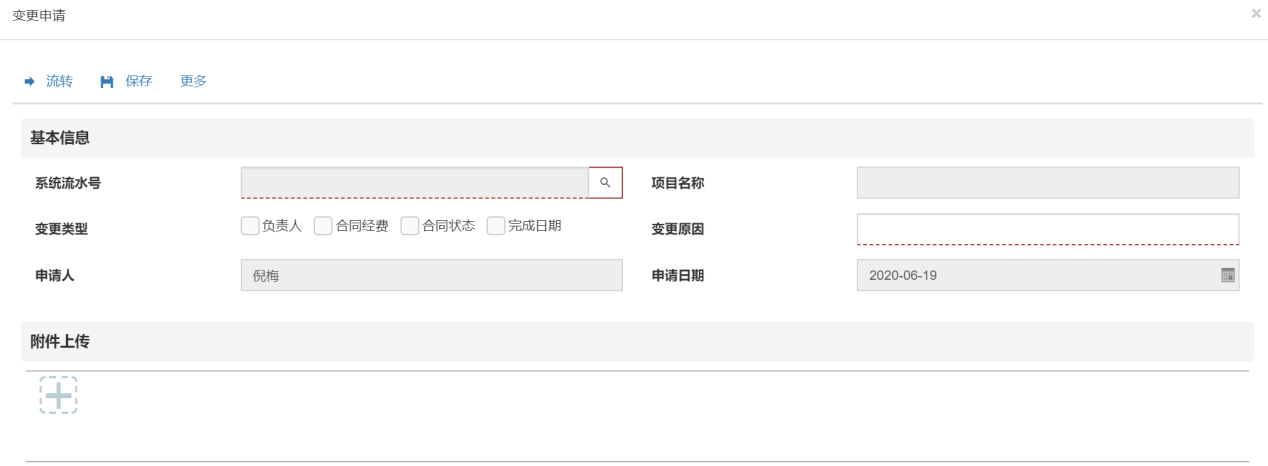 变更申请
流转 保存 更多
基本信息
系统流水号 项目名称
变更类型 负责人 合同经费 合同状态 完成日期 变更原因
申请人 倪梅 申请日期 2020-06-19
附件上传